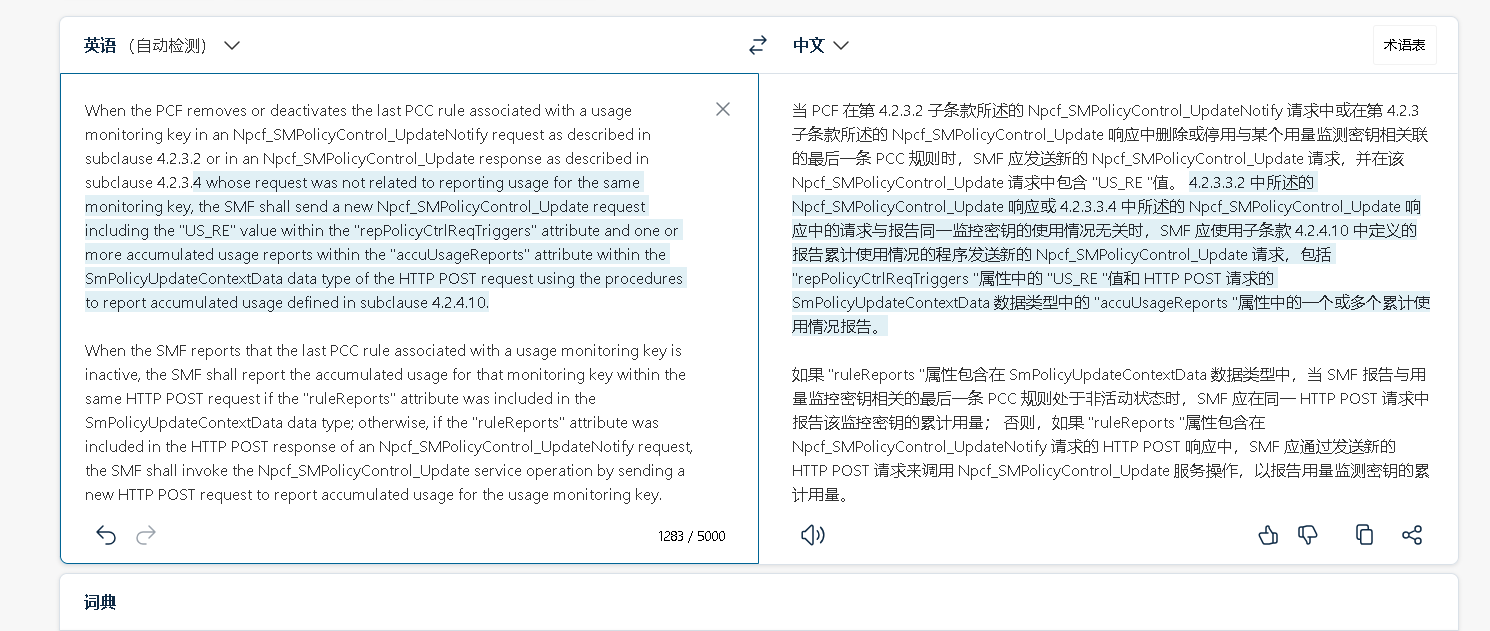 英语 （自动检测）
中文
术语表
When the PCF removes or deactivates the last PCC rule associated with a usage
monitoring key in an Npcf_SMPolicyControl_UpdateNotify request as described in
subclause 4.2.3.2 or in an Npcf_SMPolicyControl_Update response as described in
subclause 4.2.3.4 whose request was not related to reporting usage for the same
monitoring key, the SMF shall send a new Npcf_SMPolicyControl_Update request
including the "US_RE" value within the "repPolicyCtrlReqTriggers" attribute and one or
more accumulated usage reports within the "accuUsageReports" attribute within the
SmPolicyUpdateContextData data type of the HTTP POST request using the procedures
to report accumulated usage defined in subclause 4.2.4.10.
When the SMF reports that the last PCC rule associated with a usage monitoring key is
inactive, the SMF shall report the accumulated usage for that monitoring key within the
same HTTP POST request if the "ruleReports" attribute was included in the
SmPolicyUpdateContextData data type; otherwise, if the "ruleReports" attribute was
included in the HTTP POST response of an Npcf_SMPolicyControl_UpdateNotify request,
the SMF shall invoke the Npcf_SMPolicyControl_Update service operation by sending a
new HTTP POST request to report accumulated usage for the usage monitoring key.
1283 / 5000
当 PCF 在第 4.2.3.2 子条款所述的 Npcf_SMPolicyControl_UpdateNotify 请求中或在第 4.2.3
子条款所述的 Npcf_SMPolicyControl_Update 响应中删除或停用与某个用量监测密钥相关联
的最后一条 PCC 规则时，SMF 应发送新的 Npcf_SMPolicyControl_Update 请求，并在该
Npcf_SMPolicyControl_Update 请求中包含 "US_RE "值。 4.2.3.3.2 中所述的
Npcf_SMPolicyControl_Update 响应或 4.2.3.3.4 中所述的 Npcf_SMPolicyControl_Update 响
应中的请求与报告同一监控密钥的使用情况无关时，SMF 应使用子条款 4.2.4.10 中定义的
报告累计使用情况的程序发送新的 Npcf_SMPolicyControl_Update 请求，包括
"repPolicyCtrlReqTriggers "属性中的 "US_RE "值和 HTTP POST 请求的
SmPolicyUpdateContextData 数据类型中的 "accuUsageReports "属性中的一个或多个累计使
用情况报告。
如果 "ruleReports "属性包含在 SmPolicyUpdateContextData 数据类型中，当 SMF 报告与用
量监控密钥相关的最后一条 PCC 规则处于非活动状态时，SMF 应在同一 HTTP POST 请求中
报告该监控密钥的累计用量； 否则，如果 "ruleReports "属性包含在
Npcf_SMPolicyControl_UpdateNotify 请求的 HTTP POST 响应中，SMF 应通过发送新的
HTTP POST 请求来调用 Npcf_SMPolicyControl_Update 服务操作，以报告用量监测密钥的累
计用量。
词典